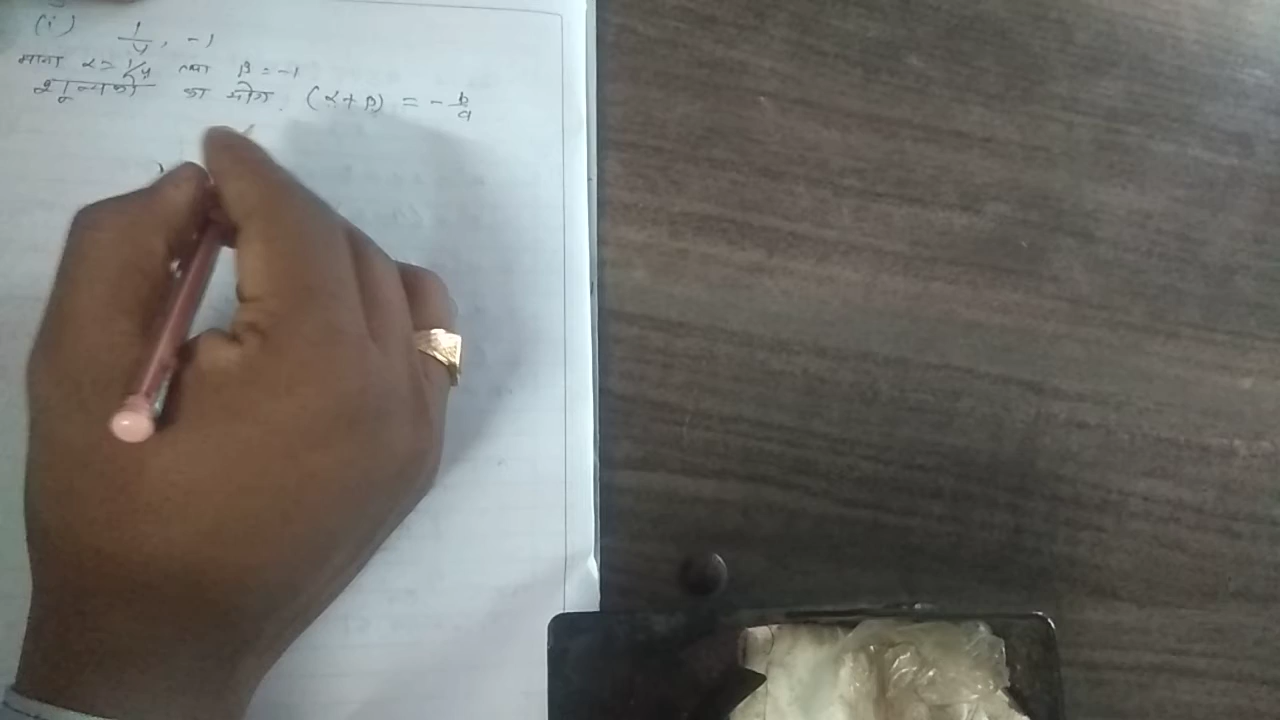 (i) 1/4, -1
माना α = 1/4 तथा β = -1
शून्यकों का योग (α+β) = - b/a